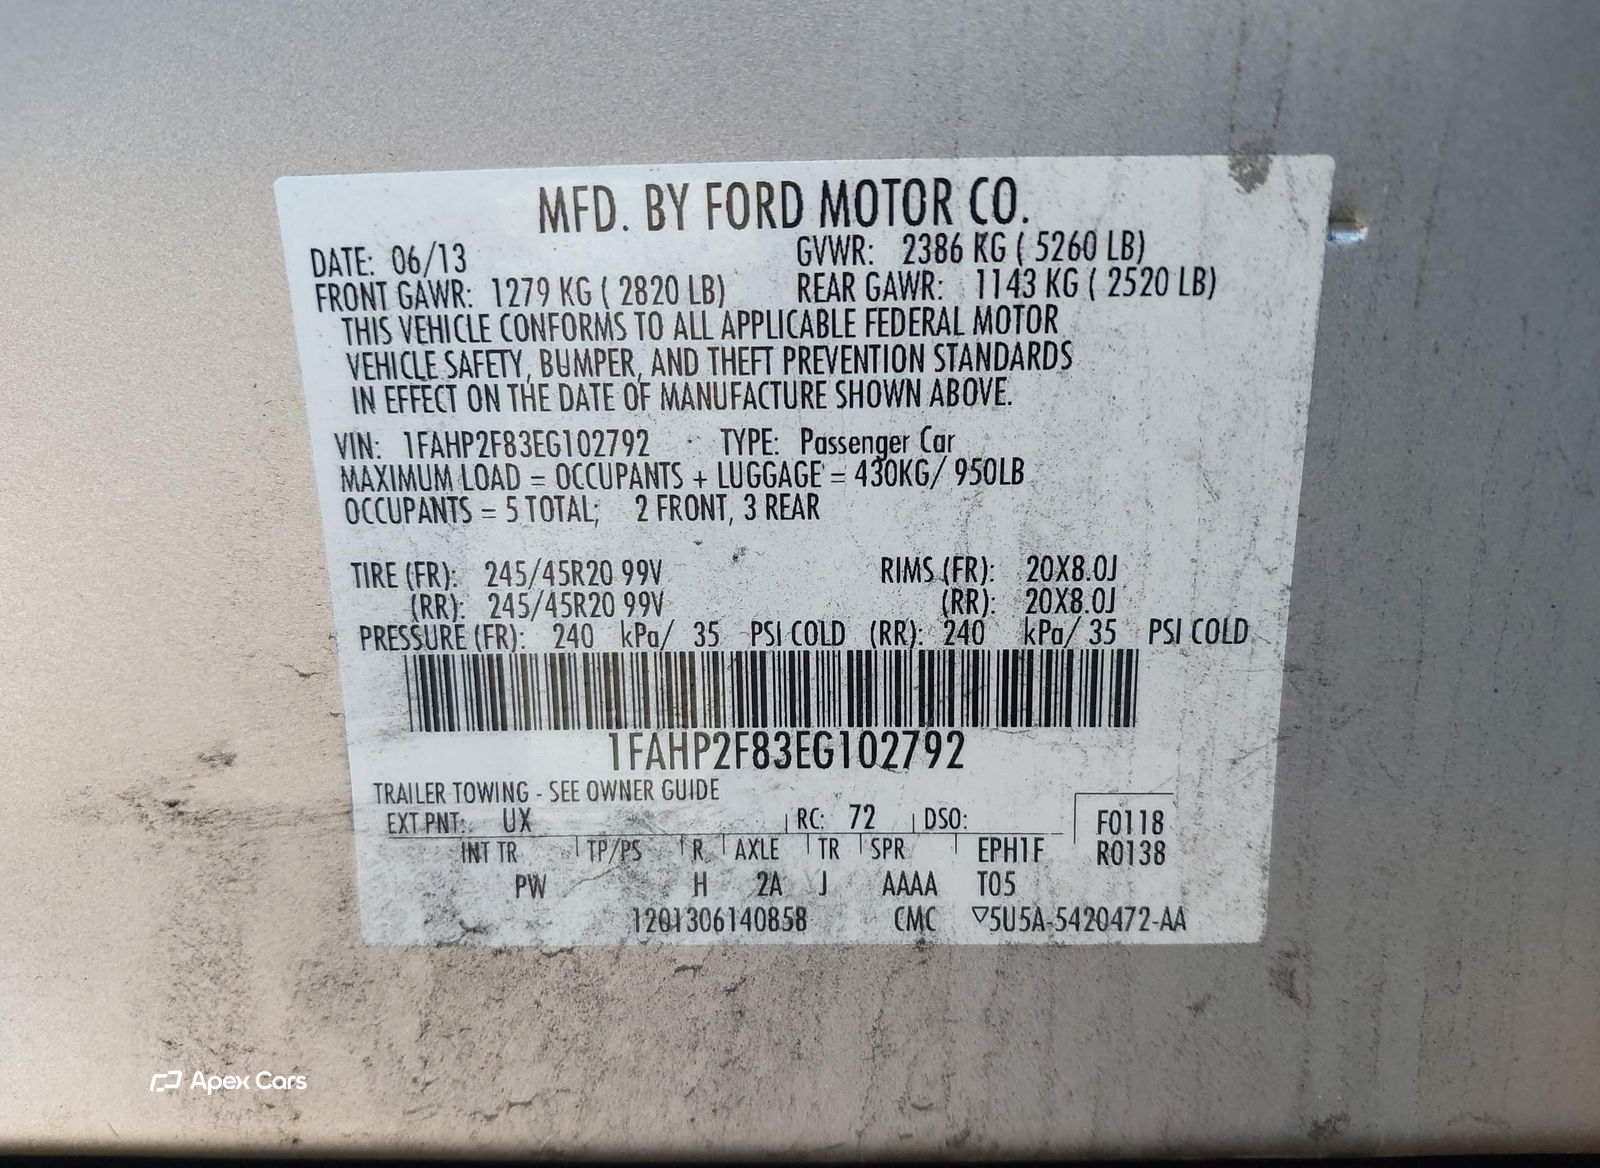 MFD. BY FORD MOTOR CO.
DATE: 06/13 GVWR: 2386 KG ( 5260 LB)
FRONT GAWR: 1279 KG ( 2820 LB) REAR GAWR: 1143 KG ( 2520 LB)
THIS VEHICLE CONFORMS TO ALL APPLICABLE FEDERAL MOTOR
VEHICLE SAFETY, BUMPER, AND THEFT PREVENTION STANDARDS
IN EFFECT ON THE DATE OF MANUFACTURE SHOWN ABOVE.
VIN: 1FAHP2F83EG102792 TYPE: Passenger Car
MAXIMUM LOAD = OCCUPANTS + LUGGAGE = 430KG/ 950LB
OCCUPANTS = 5 TOTAL; 2 FRONT, 3 REAR
TIRE (FR): 245/45R20 99V RIMS (FR): 20X8.0J
(RR): 245/45R20 99V (RR): 20X8.0J
PRESSURE (FR): 240 kPa/ 35 PSI COLD (RR): 240 kPa/ 35 PSI COLD
1FAHP2F83EG102792
TRAILER TOWING - SEE OWNER GUIDE
EXT PNT: UX RC: 72 DSO: F0118
INT TR TP/PS R AXLE TR SPR EPH1F R0138
PW H 2A J AAAA T05
1201306140858 CMC ▽5U5A-5420472-AA
Apex Cars